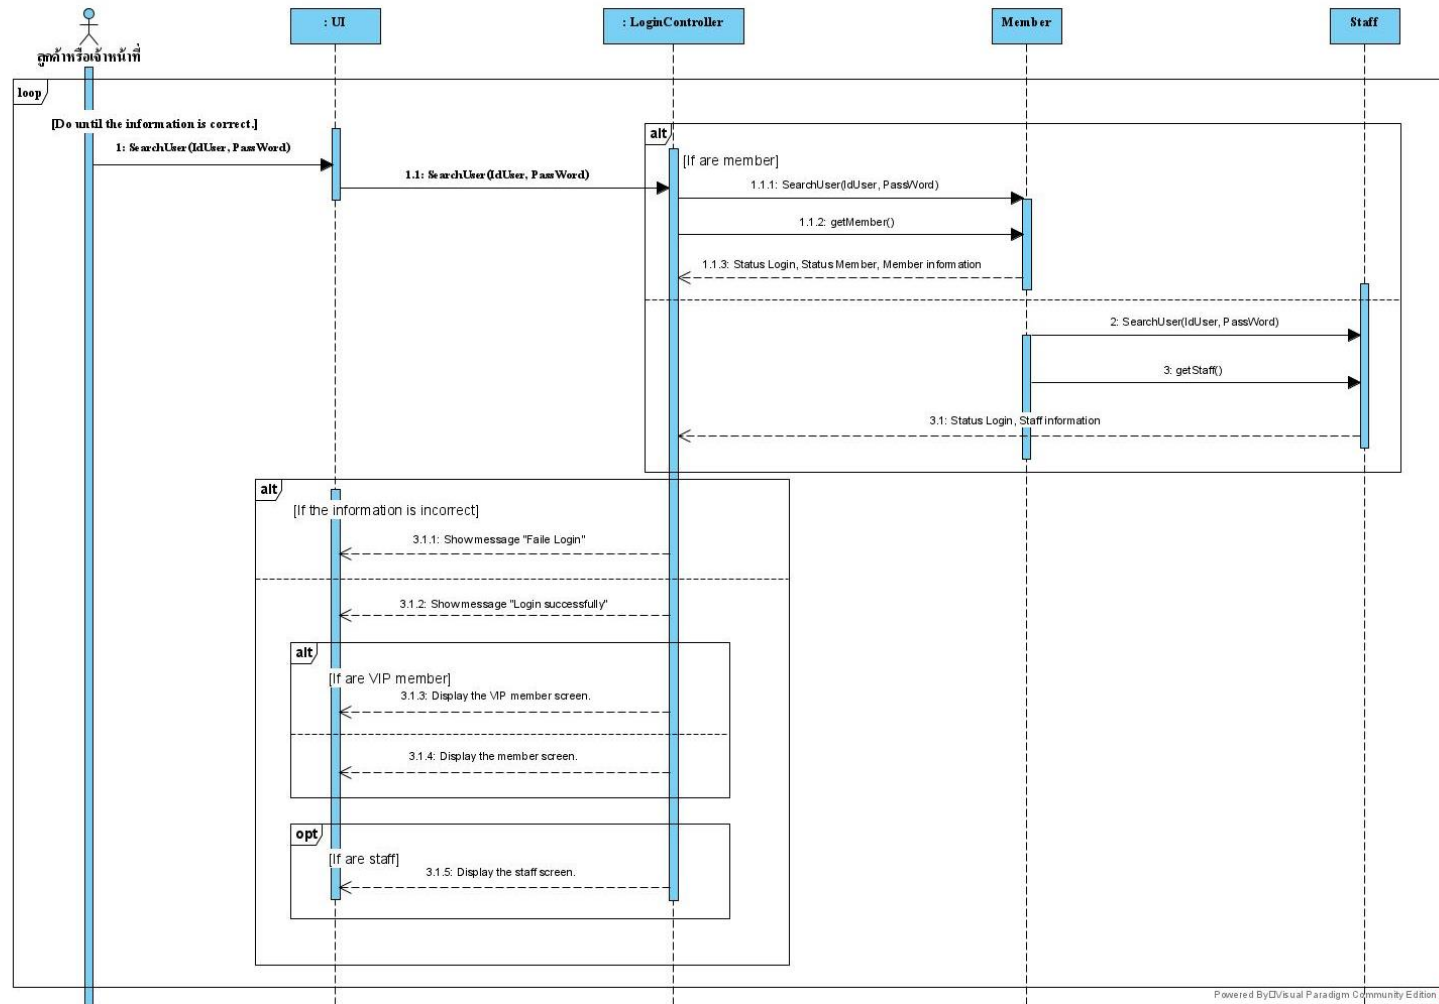 : UI
: LoginController
Member
Staff
ลูกค้าหรือเจ้าหน้าที่
loop
[Do until the information is correct.]
1: SearchUser(IdUser, PassWord)
alt
[If are member]
1.1: SearchUser(IdUser, PassWord)
1.1.1: SearchUser(IdUser, PassWord)
1.1.2: getMember()
1.1.3: Status Login, Status Member, Member information
2: SearchUser(IdUser, PassWord)
3: getStaff()
3.1: Status Login, Staff information
alt
[If the information is incorrect]
3.1.1: Showmessage "Faile Login"
3.1.2: Showmessage "Login successfully"
alt
[If are VIP member]
3.1.3: Display the VIP member screen.
3.1.4: Display the member screen.
opt
[If are staff]
3.1.5: Display the staff screen.
Powered By Visual Paradigm Community Edition